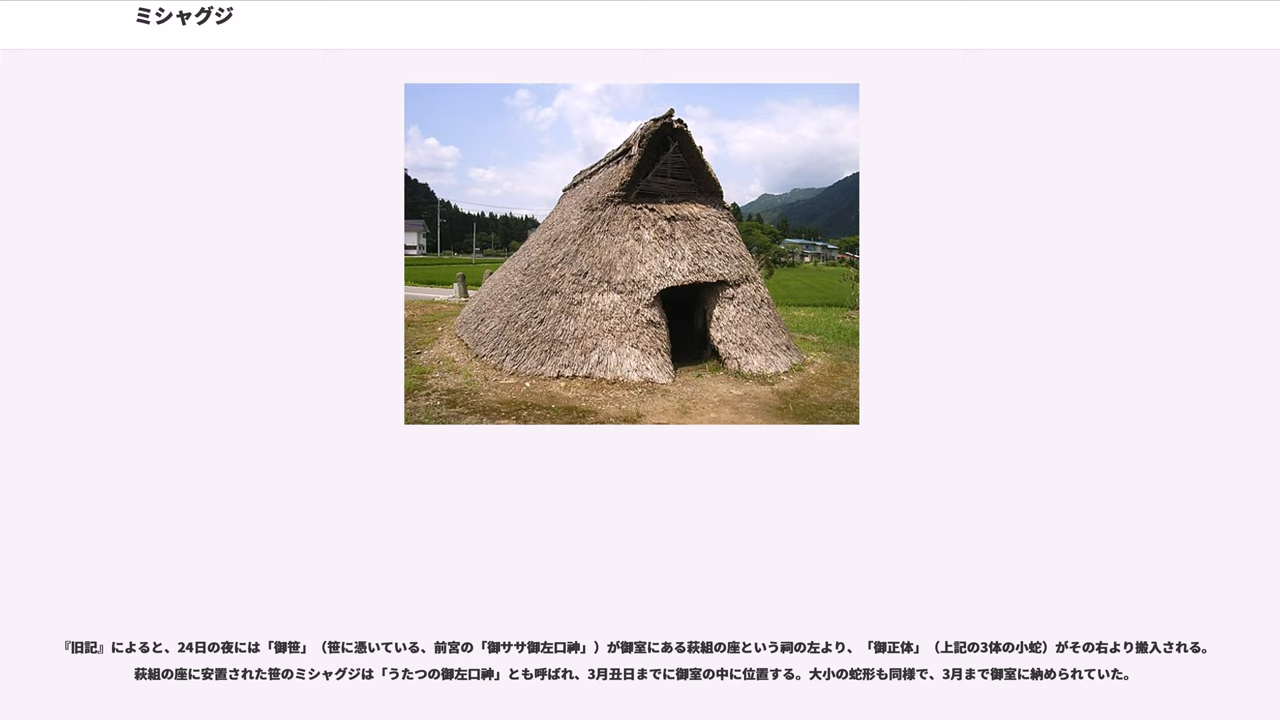 ミシャグジ
『旧記』によると、24日の夜には「御笹」（笹に憑いている、前宮の「御ササ御左口神」）が御室にある萩組の座という祠の左より、「御正体」（上記の3体の小蛇）がその右より搬入される。
萩組の座に安置された笹のミシャグジは「うたつの御左口神」とも呼ばれ、3月丑日までに御室の中に位置する。大小の蛇形も同様で、3月まで御室に納められていた。